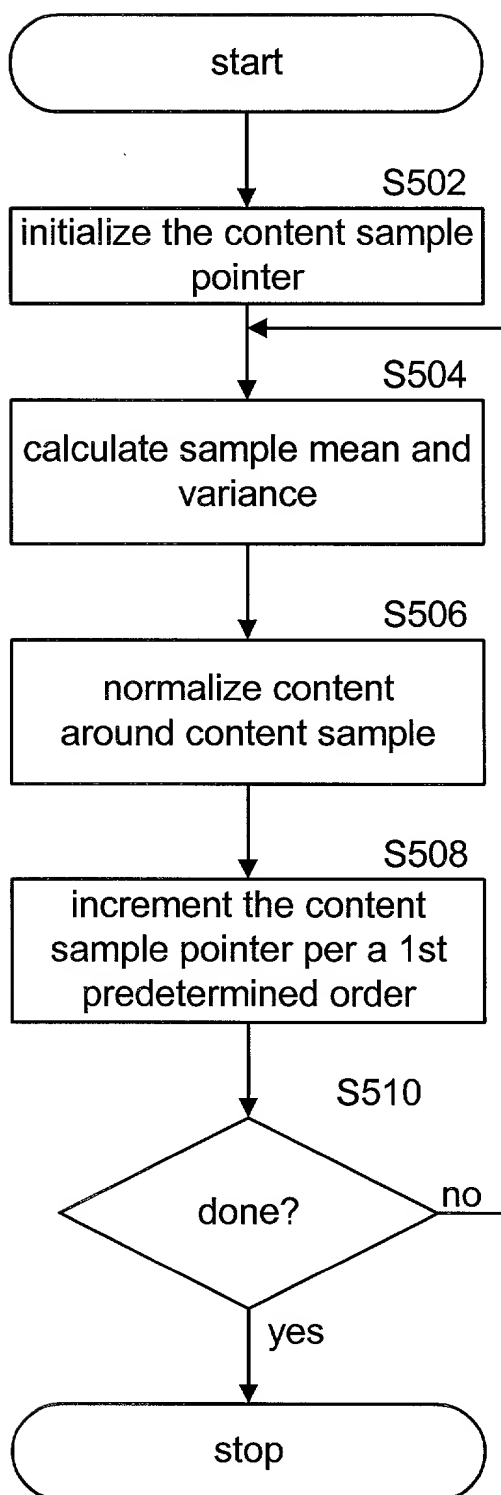 start
S502
initialize the content sample
pointer
S504
calculate sample mean and
variance
S506
normalize content
around content sample
S508
increment the content
sample pointer per a 1st
predetermined order
S510
done?
no
yes
stop